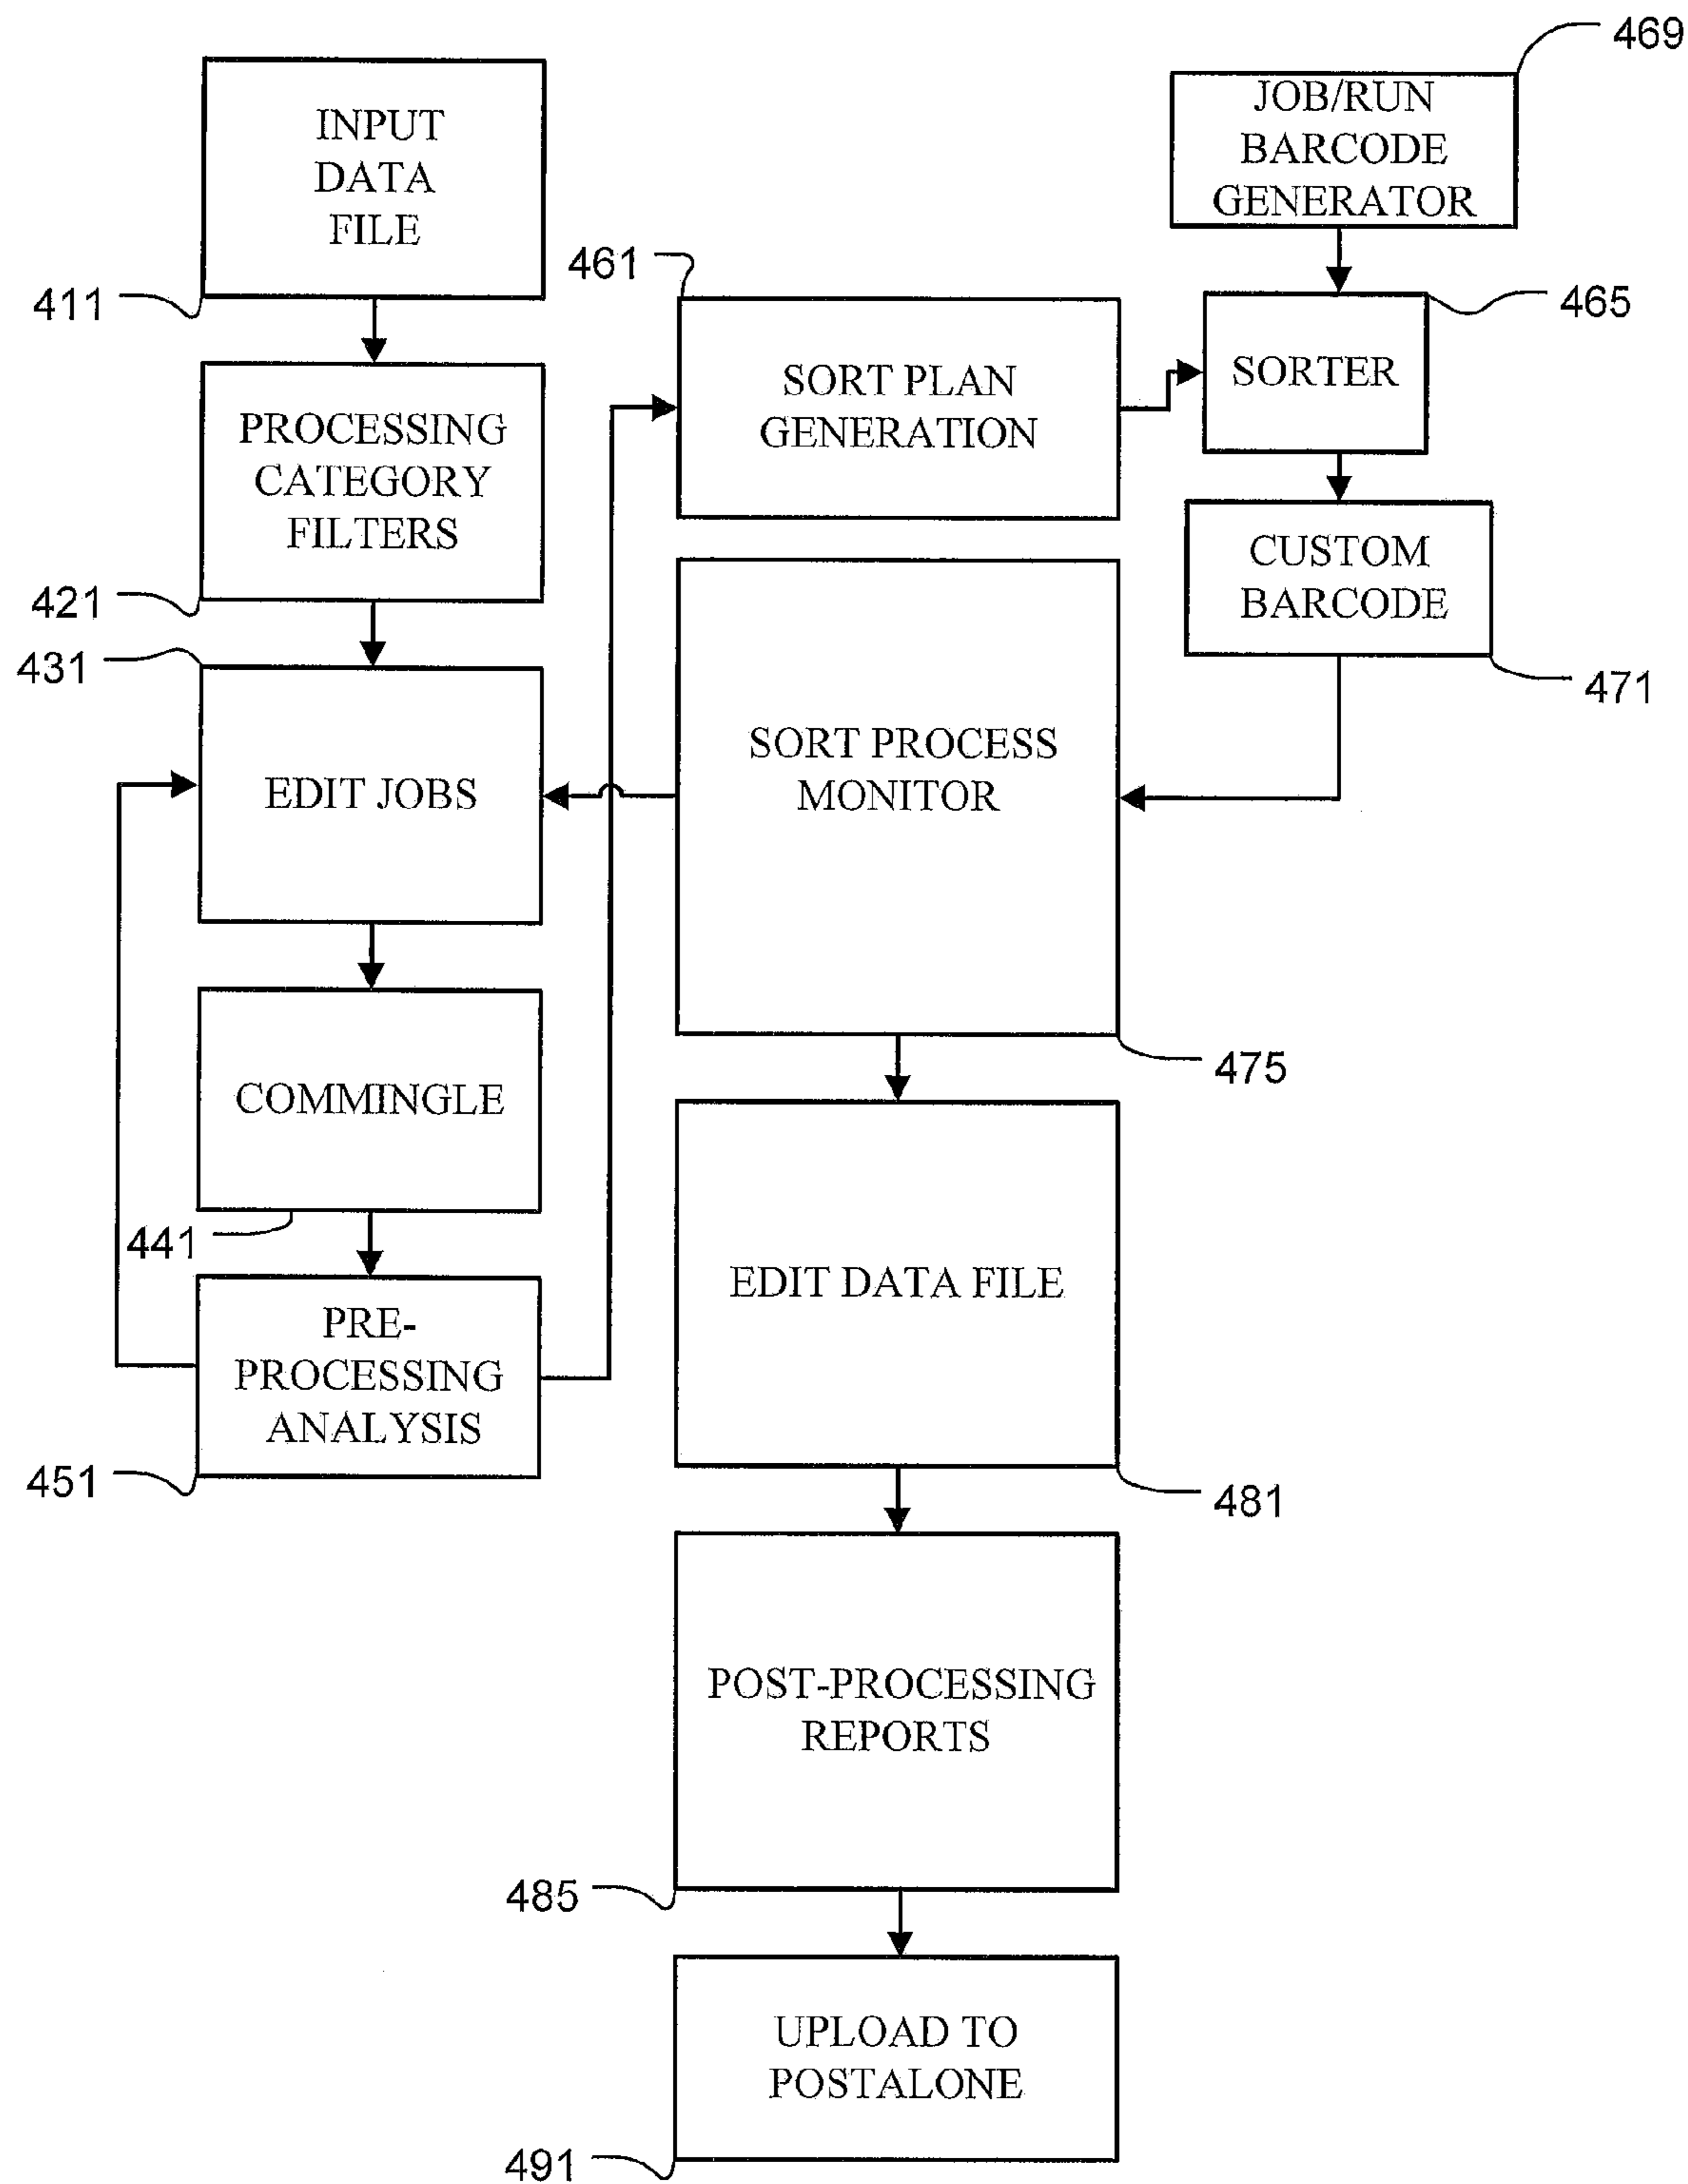 INPUT
DATA
FILE
411
PROCESSING
CATEGORY
FILTERS
421
431
EDIT JOBS
COMMINGLE
441
PRE-
PROCESSING
ANALYSIS
451
461
SORT PLAN
GENERATION
469
JOB/RUN
BARCODE
GENERATOR
465
SORTER
CUSTOM
BARCODE
471
SORT PROCESS
MONITOR
475
EDIT DATA FILE
481
POST-PROCESSING
REPORTS
485
UPLOAD TO
POSTALONE
491